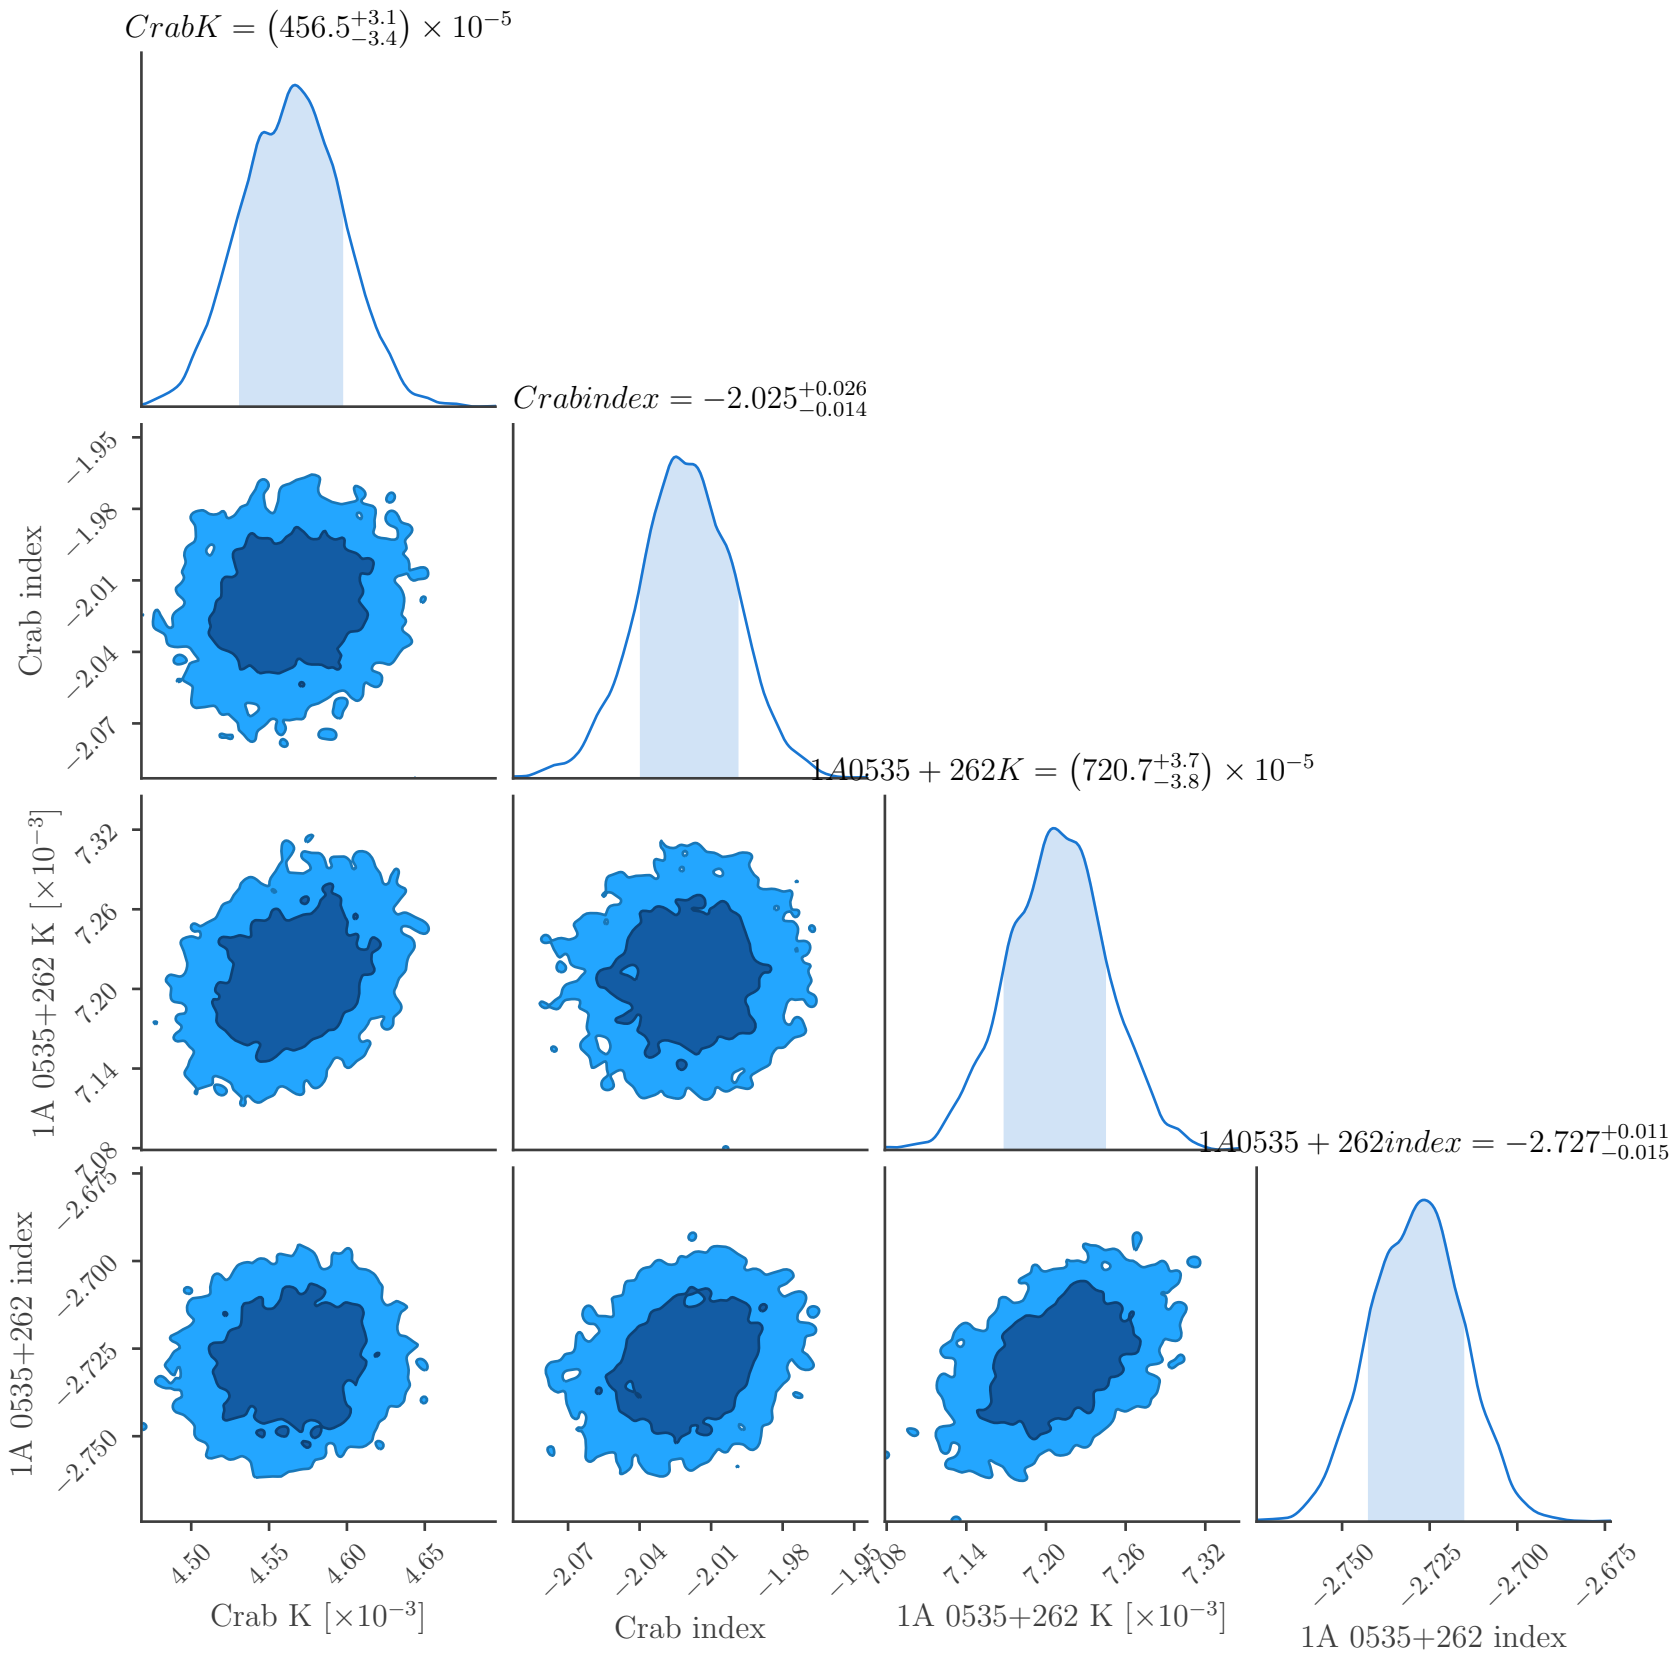 CrabK = (456.5^{+3.1}_{-3.4}) × 10^{−5}
Crabindex = −2.025^{+0.026}_{−0.014}
1A0535 + 262K = (720.7^{+3.7}_{−3.8}) × 10^{−5}
1A0535 + 262index = −2.727^{+0.011}_{−0.015}
Crab index
−1.95
−1.98
−2.01
−2.04
−2.07
1A 0535+262 K [×10^{−3}]
7.32
7.26
7.20
7.14
7.08
1A 0535+262 index
−2.675
−2.700
−2.725
−2.750
4.50 4.55 4.60 4.65
Crab K [×10^{−3}]
−2.07 −2.04 −2.01 −1.98 −1.95
Crab index
7.08 7.14 7.20 7.26 7.32
1A 0535+262 K [×10^{−3}]
−2.750 −2.725 −2.700 −2.675
1A 0535+262 index